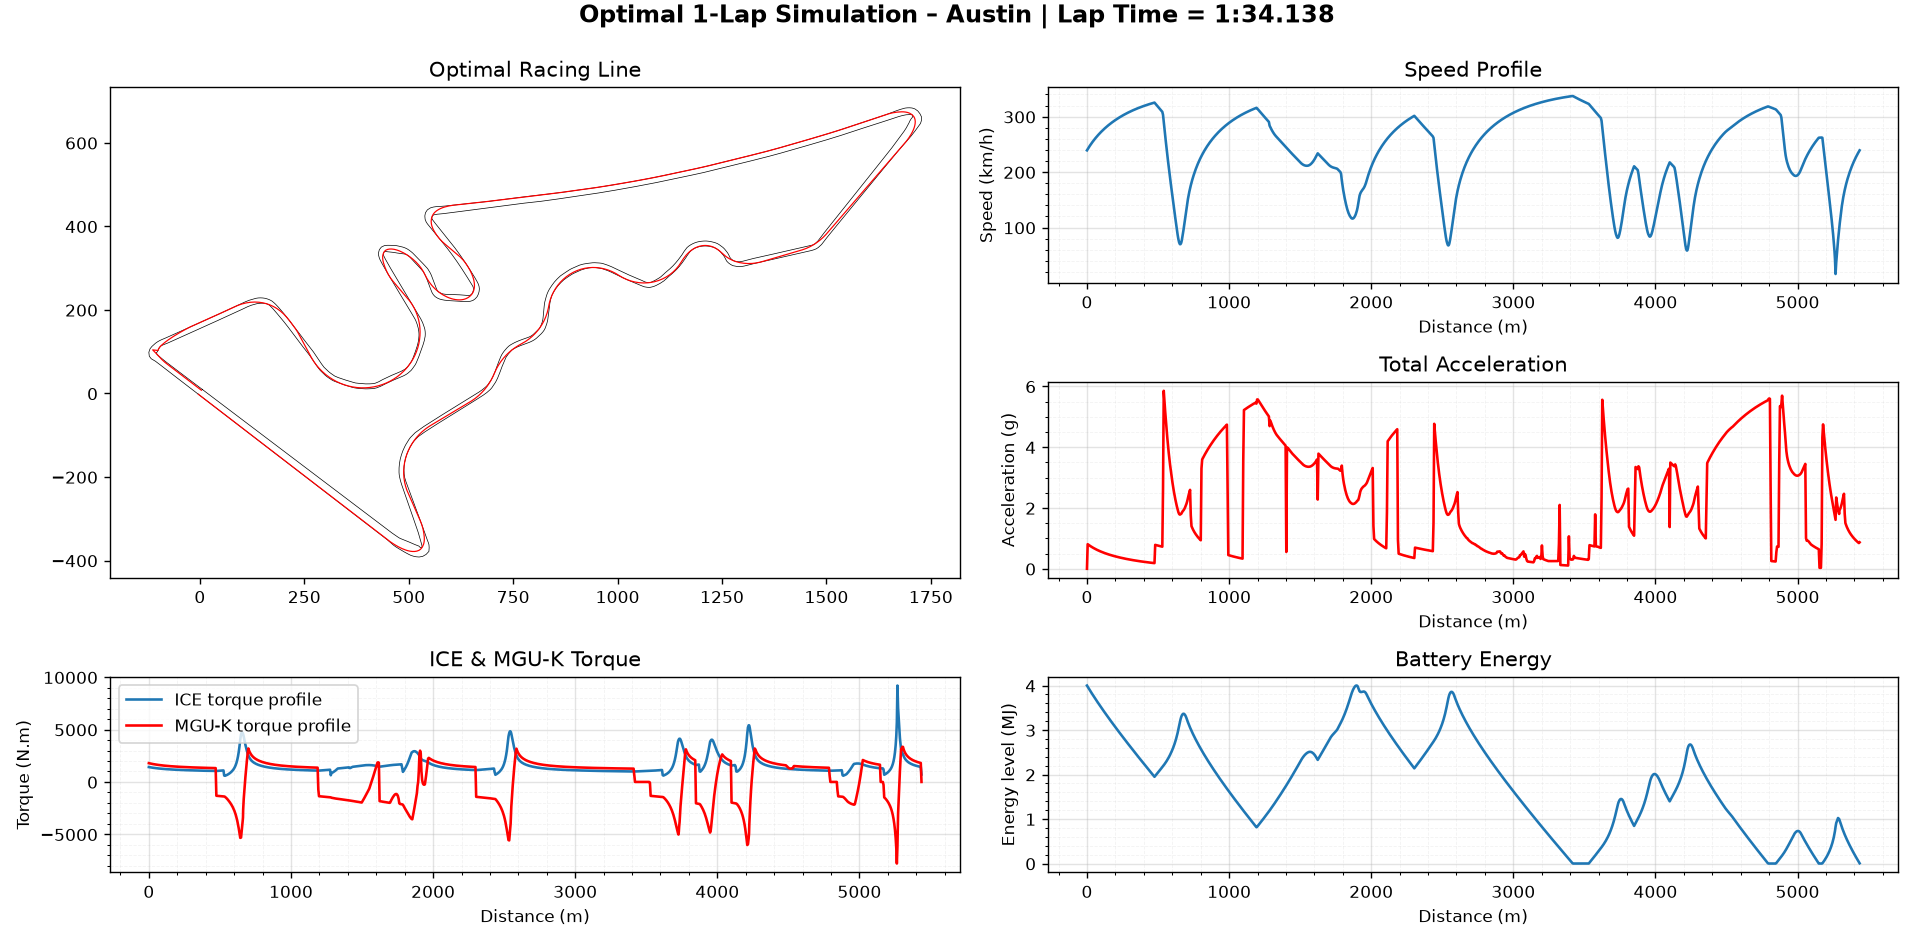 Optimal 1-Lap Simulation – Austin | Lap Time = 1:34.138
Optimal Racing Line
600
400
200
0
−200
−400
0 250 500 750 1000 1250 1500 1750
Speed Profile
Speed (km/h)
300
200
100
0 1000 2000 3000 4000 5000
Distance (m)
Total Acceleration
Acceleration (g)
6
4
2
0
0 1000 2000 3000 4000 5000
Distance (m)
ICE & MGU-K Torque
Torque (N.m)
10000
5000
0
−5000
ICE torque profile
MGU-K torque profile
0 1000 2000 3000 4000 5000
Distance (m)
Battery Energy
Energy level (MJ)
4
3
2
1
0
0 1000 2000 3000 4000 5000
Distance (m)